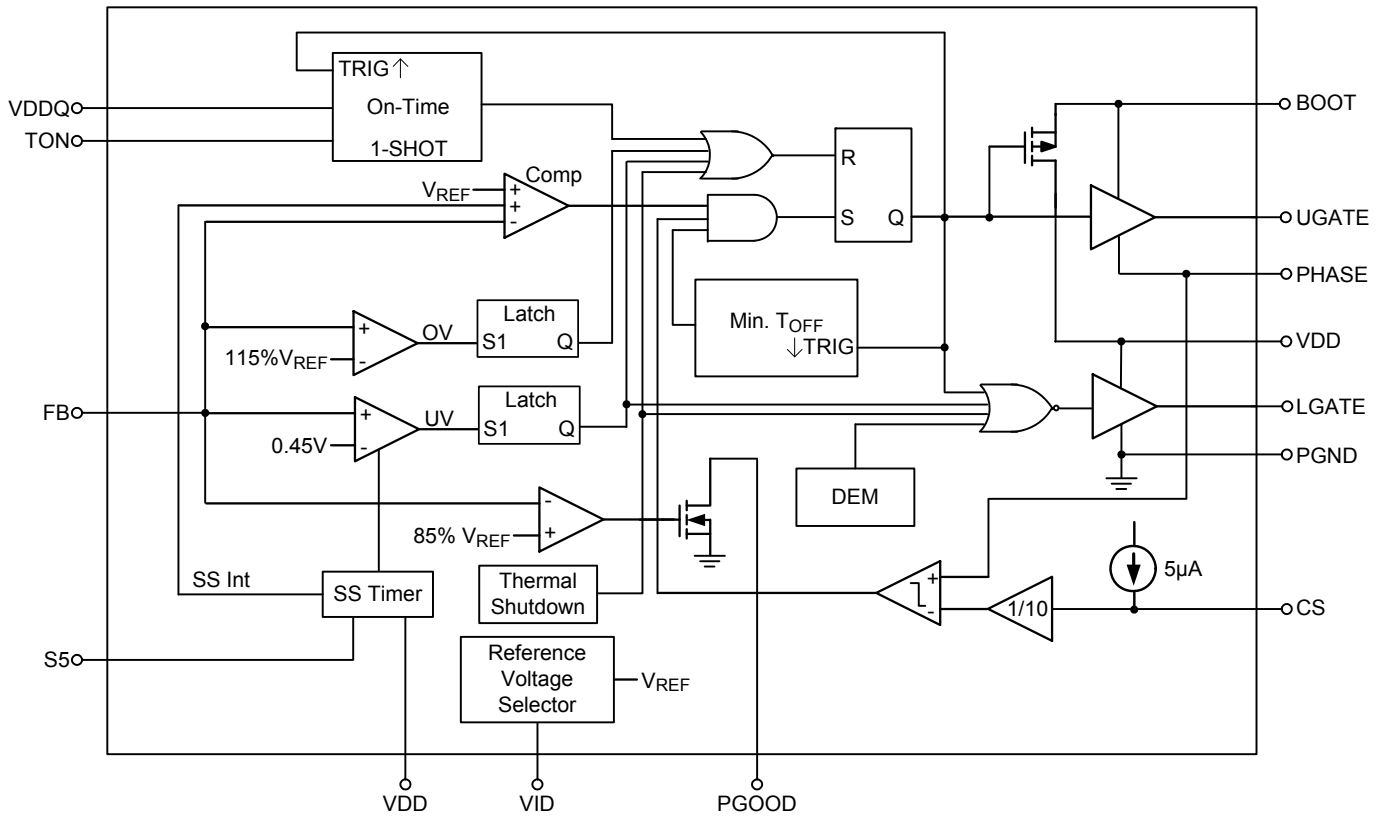 TRIG↑
On-Time
1-SHOT
VDDQ
TON
BOOT
R
S
Q
VREF
+
+
-
Comp
UGATE
PHASE
Min. TOFF
↓TRIG
+
-
OV
115%VREF
Latch
S1
Q
VDD
FB
+
-
UV
0.45V
Latch
S1
Q
LGATE
PGND
DEM
-
+
85% VREF
SS Int
SS Timer
Thermal
Shutdown
+
-
1/10
5µA
CS
S5
Reference
Voltage
Selector
VREF
VDD
VID
PGOOD